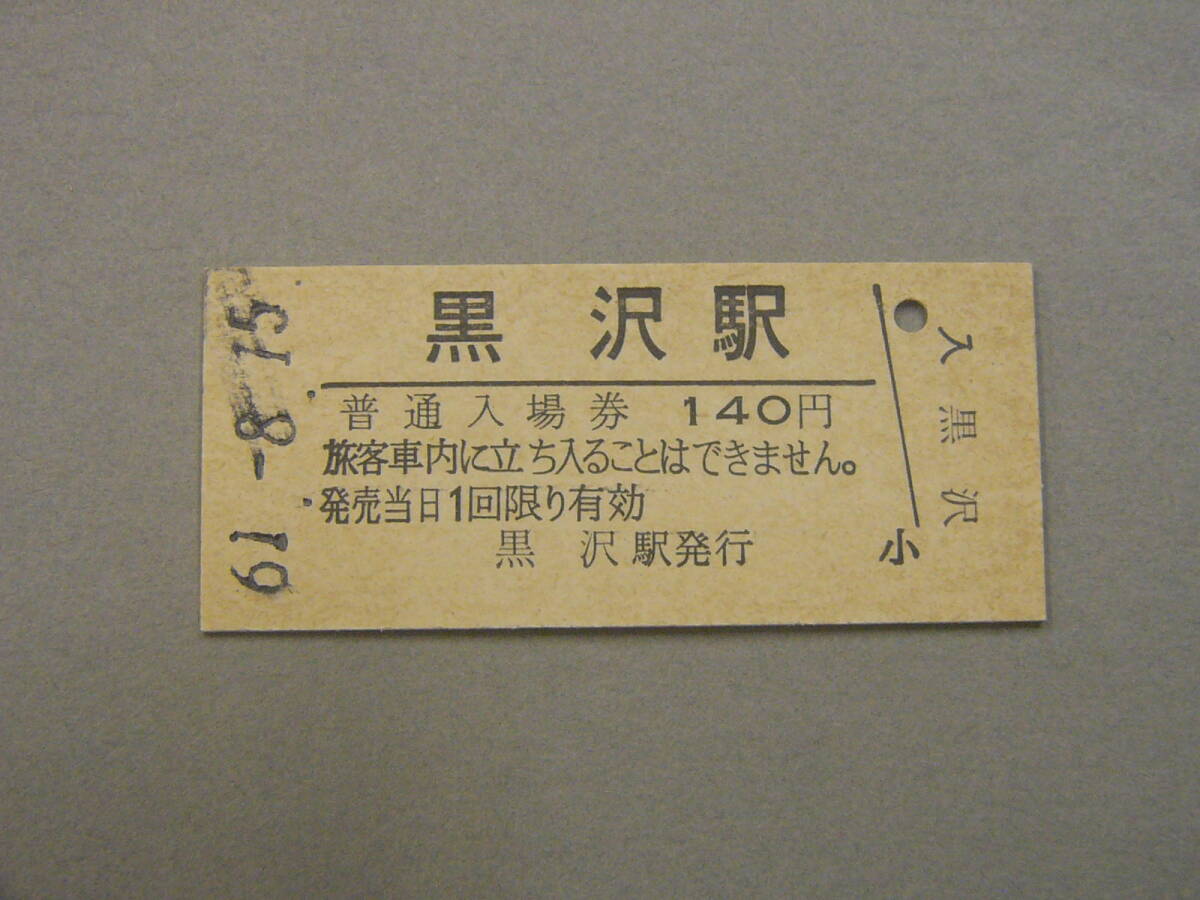 黒沢駅
普通入場券 140円
旅客車内に立ち入ることはできません。
発売当日1回限り有効
黒沢駅発行
小
入黒沢
61.-8.15